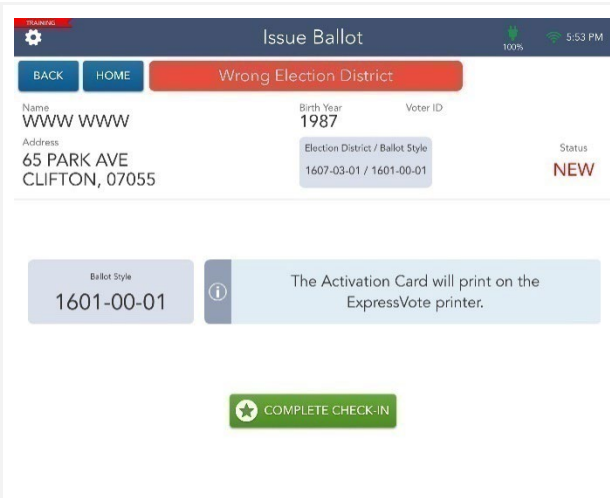 TRAINING
Issue Ballot
100%
5:53 PM
BACK
HOME
Wrong Election District
Name
WWW WWW
Birth Year
1987
Voter ID
Address
65 PARK AVE
CLIFTON, 07055
Election District / Ballot Style
1607-03-01 / 1601-00-01
Status
NEW
Ballot Style
1601-00-01
The Activation Card will print on the
ExpressVote printer.
COMPLETE CHECK-IN